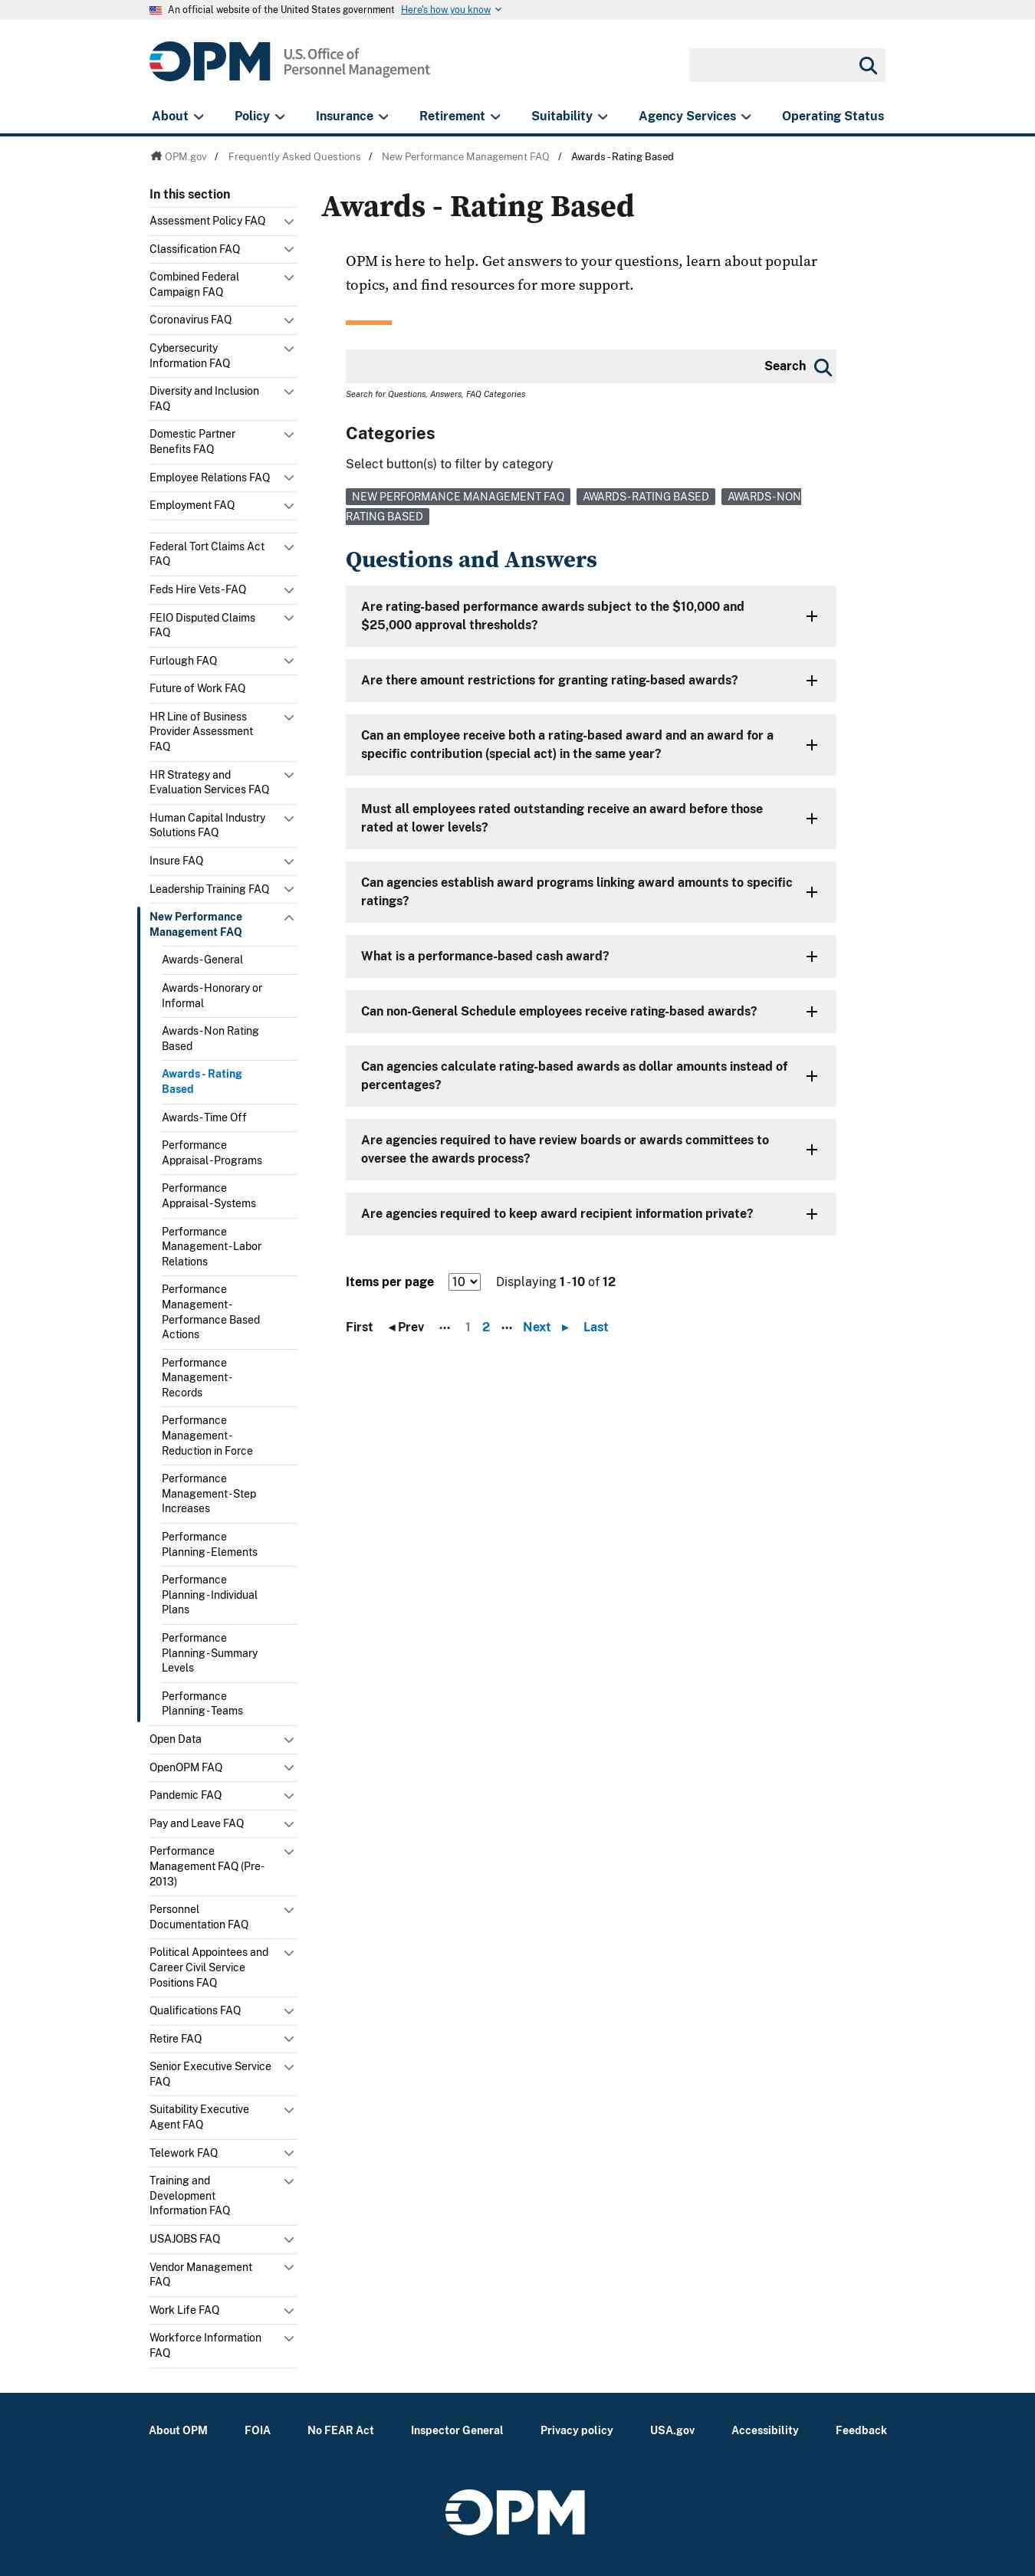 An official website of the United States government Here's how you know
OPM U.S. Office of
Personnel Management
About Policy Insurance Retirement Suitability Agency Services Operating Status
OPM.gov / Frequently Asked Questions / New Performance Management FAQ / Awards - Rating Based
In this section
Assessment Policy FAQ
Classification FAQ
Combined Federal
Campaign FAQ
Coronavirus FAQ
Cybersecurity
Information FAQ
Diversity and Inclusion
FAQ
Domestic Partner
Benefits FAQ
Employee Relations FAQ
Employment FAQ
Federal Tort Claims Act
FAQ
Feds Hire Vets - FAQ
FEIO Disputed Claims
FAQ
Furlough FAQ
Future of Work FAQ
HR Line of Business
Provider Assessment
FAQ
HR Strategy and
Evaluation Services FAQ
Human Capital Industry
Solutions FAQ
Insure FAQ
Leadership Training FAQ
New Performance
Management FAQ
Awards - General
Awards - Honorary or
Informal
Awards - Non Rating
Based
Awards - Rating
Based
Awards - Time Off
Performance
Appraisal - Programs
Performance
Appraisal - Systems
Performance
Management - Labor
Relations
Performance
Management -
Performance Based
Actions
Performance
Management -
Records
Performance
Management -
Reduction in Force
Performance
Management - Step
Increases
Performance
Planning - Elements
Performance
Planning - Individual
Plans
Performance
Planning - Summary
Levels
Performance
Planning - Teams
Open Data
OpenOPM FAQ
Pandemic FAQ
Pay and Leave FAQ
Performance
Management FAQ (Pre-
2013)
Personnel
Documentation FAQ
Political Appointees and
Career Civil Service
Positions FAQ
Qualifications FAQ
Retire FAQ
Senior Executive Service
FAQ
Suitability Executive
Agent FAQ
Telework FAQ
Training and
Development
Information FAQ
USAJOBS FAQ
Vendor Management
FAQ
Work Life FAQ
Workforce Information
FAQ
Awards - Rating Based
OPM is here to help. Get answers to your questions, learn about popular
topics, and find resources for more support.
Search
Search for Questions, Answers, FAQ Categories
Categories
Select button(s) to filter by category
NEW PERFORMANCE MANAGEMENT FAQ AWARDS - RATING BASED AWARDS - NON
RATING BASED
Questions and Answers
Are rating-based performance awards subject to the $10,000 and
$25,000 approval thresholds?
Are there amount restrictions for granting rating-based awards?
Can an employee receive both a rating-based award and an award for a
specific contribution (special act) in the same year?
Must all employees rated outstanding receive an award before those
rated at lower levels?
Can agencies establish award programs linking award amounts to specific
ratings?
What is a performance-based cash award?
Can non-General Schedule employees receive rating-based awards?
Can agencies calculate rating-based awards as dollar amounts instead of
percentages?
Are agencies required to have review boards or awards committees to
oversee the awards process?
Are agencies required to keep award recipient information private?
Items per page 10 Displaying 1 - 10 of 12
First ◂ Prev ... 1 2 ... Next ▸ Last
About OPM FOIA No FEAR Act Inspector General Privacy policy USA.gov Accessibility Feedback
OPM